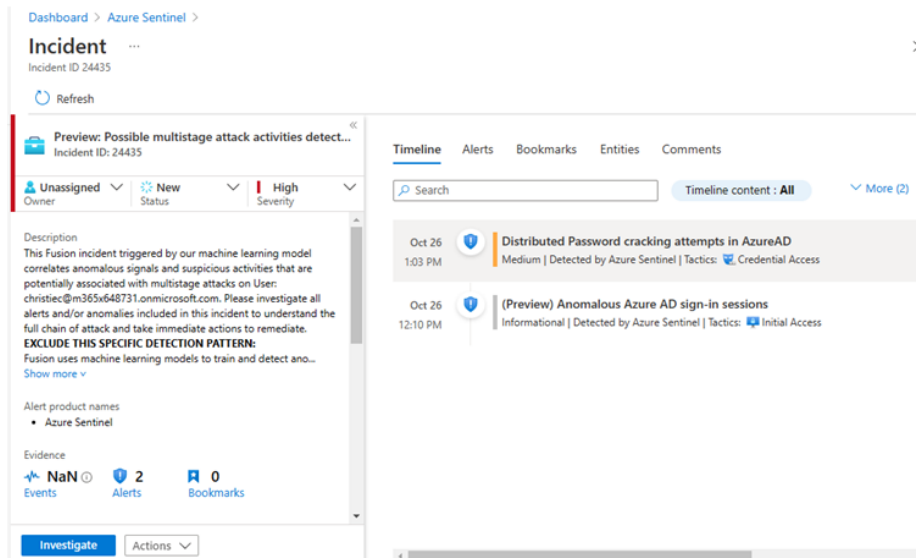 Dashboard > Azure Sentinel >
Incident ...
Incident ID 24435
Refresh
Preview: Possible multistage attack activities detect...
Incident ID: 24435
Unassigned
Owner
New
Status
High
Severity
Description
This Fusion incident triggered by our machine learning model
correlates anomalous signals and suspicious activities that are
potentially associated with multistage attacks on User:
christiec@m365x648731.onmicrosoft.com. Please investigate all
alerts and/or anomalies included in this incident to understand the
full chain of attack and take immediate actions to remediate.
EXCLUDE THIS SPECIFIC DETECTION PATTERN:
Fusion uses machine learning models to train and detect ano...
Show more
Alert product names
• Azure Sentinel
Evidence
NaN
Events
2
Alerts
0
Bookmarks
Investigate
Actions
Timeline Alerts Bookmarks Entities Comments
Search
Timeline content : All
More (2)
Oct 26
1:03 PM
Distributed Password cracking attempts in AzureAD
Medium | Detected by Azure Sentinel | Tactics: Credential Access
Oct 26
12:10 PM
(Preview) Anomalous Azure AD sign-in sessions
Informational | Detected by Azure Sentinel | Tactics: Initial Access